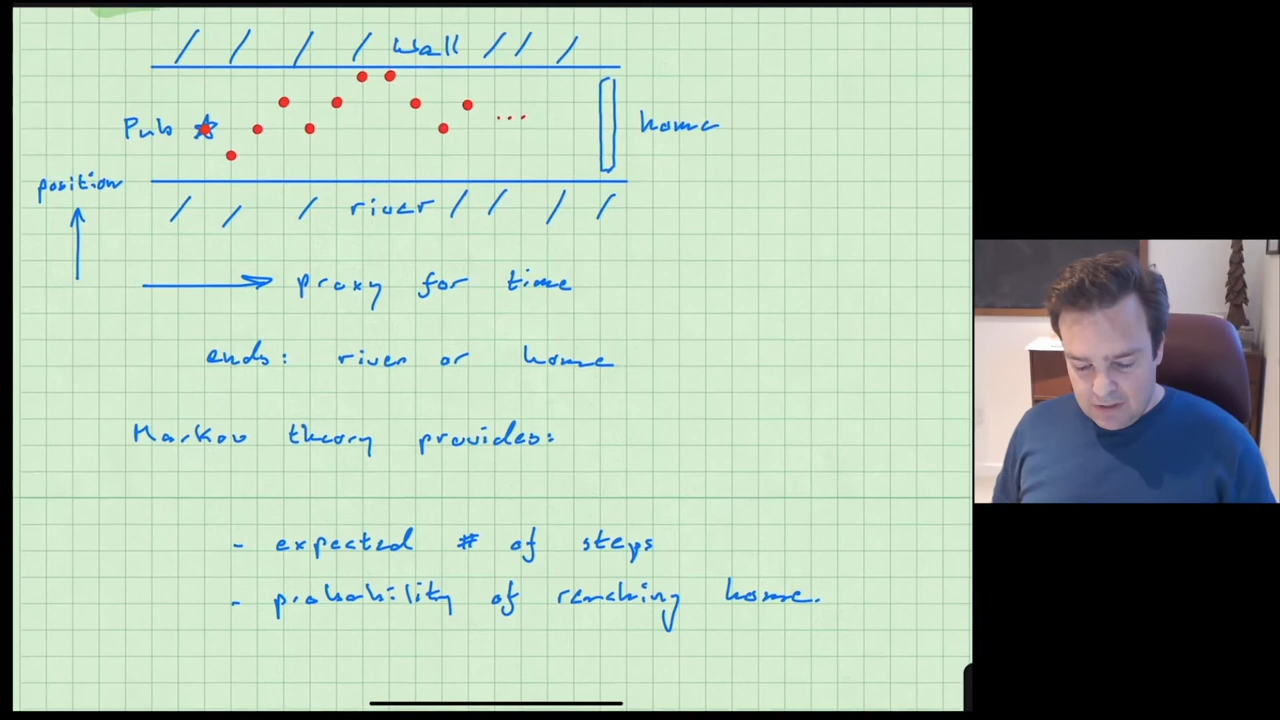 wall
Pub
home
position
river
proxy for time
ends: river or home
Markov theory provides:
- expected # of steps
- probability of reaching home.